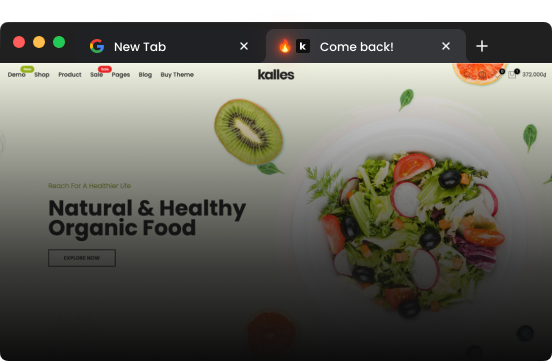 New Tab
k Come back!
Demo New Shop Product Sale Pages Blog Buy Theme
kalles
372.000₫
Reach For A Healthier Life
Natural & Healthy
Organic Food
EXPLORE NOW